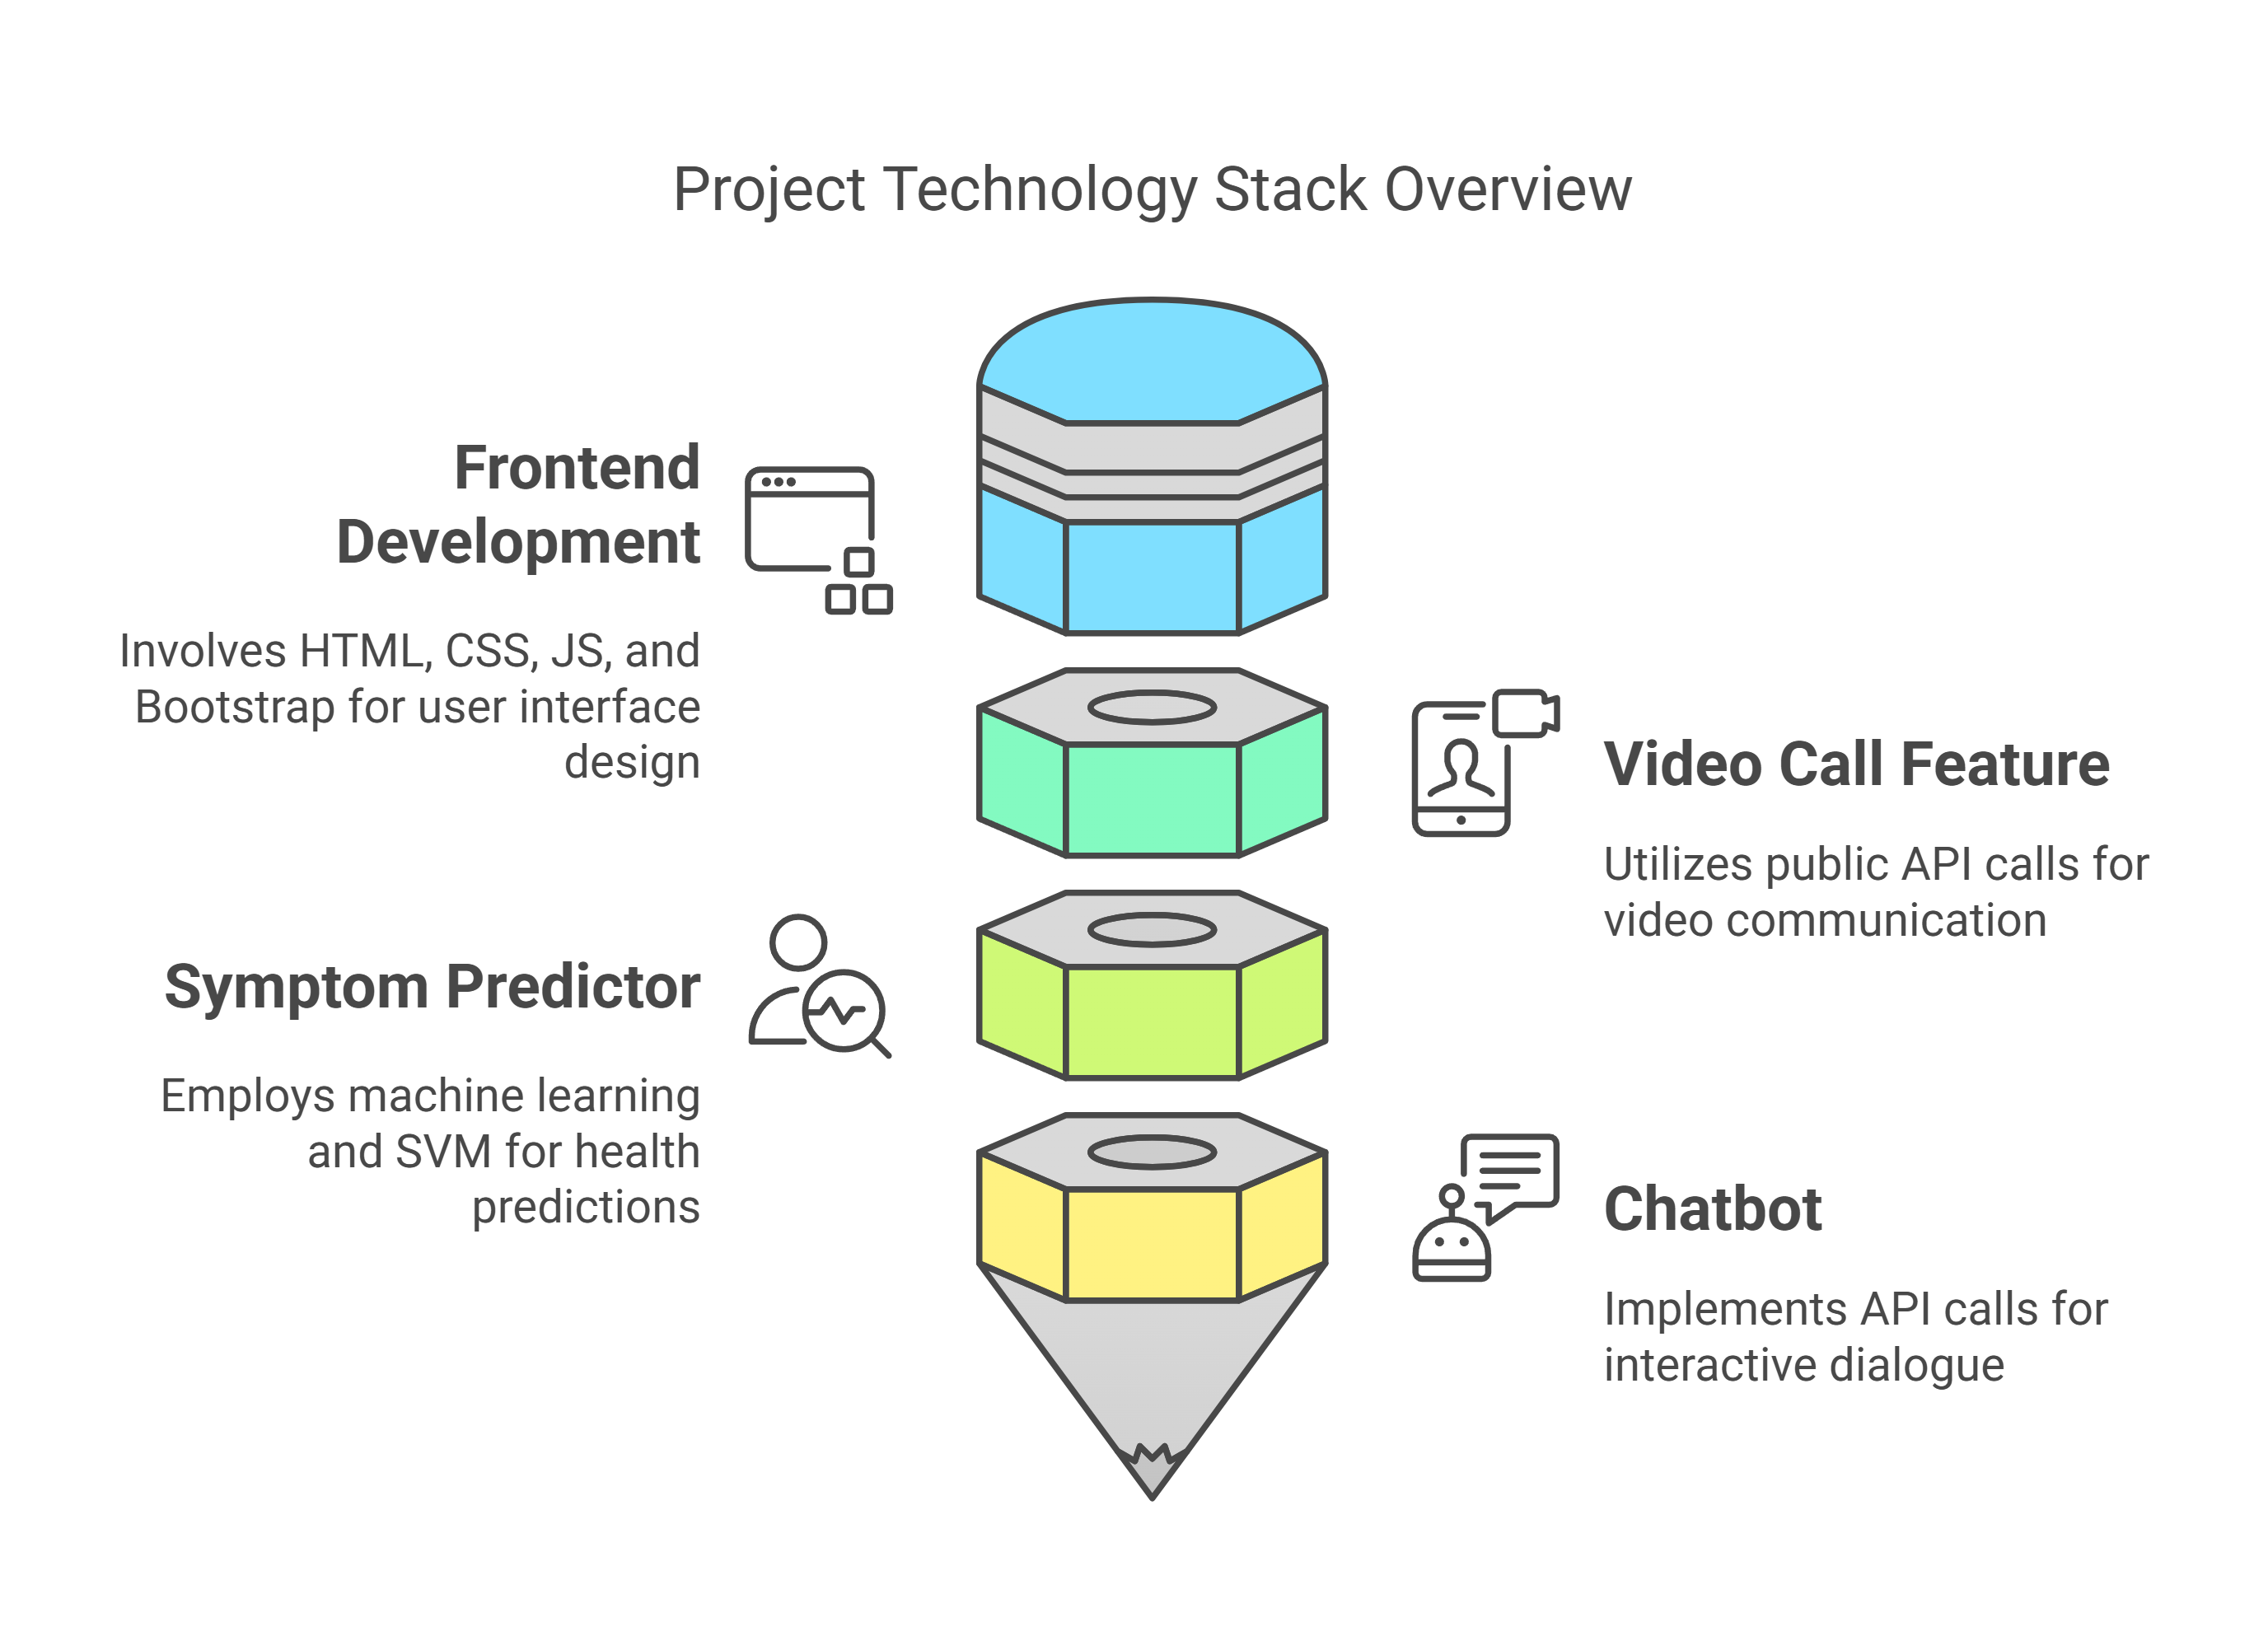 Project Technology Stack Overview
Frontend
Development
Involves HTML, CSS, JS, and
Bootstrap for user interface
design
Video Call Feature
Utilizes public API calls for
video communication
Symptom Predictor
Employs machine learning
and SVM for health
predictions
Chatbot
Implements API calls for
interactive dialogue